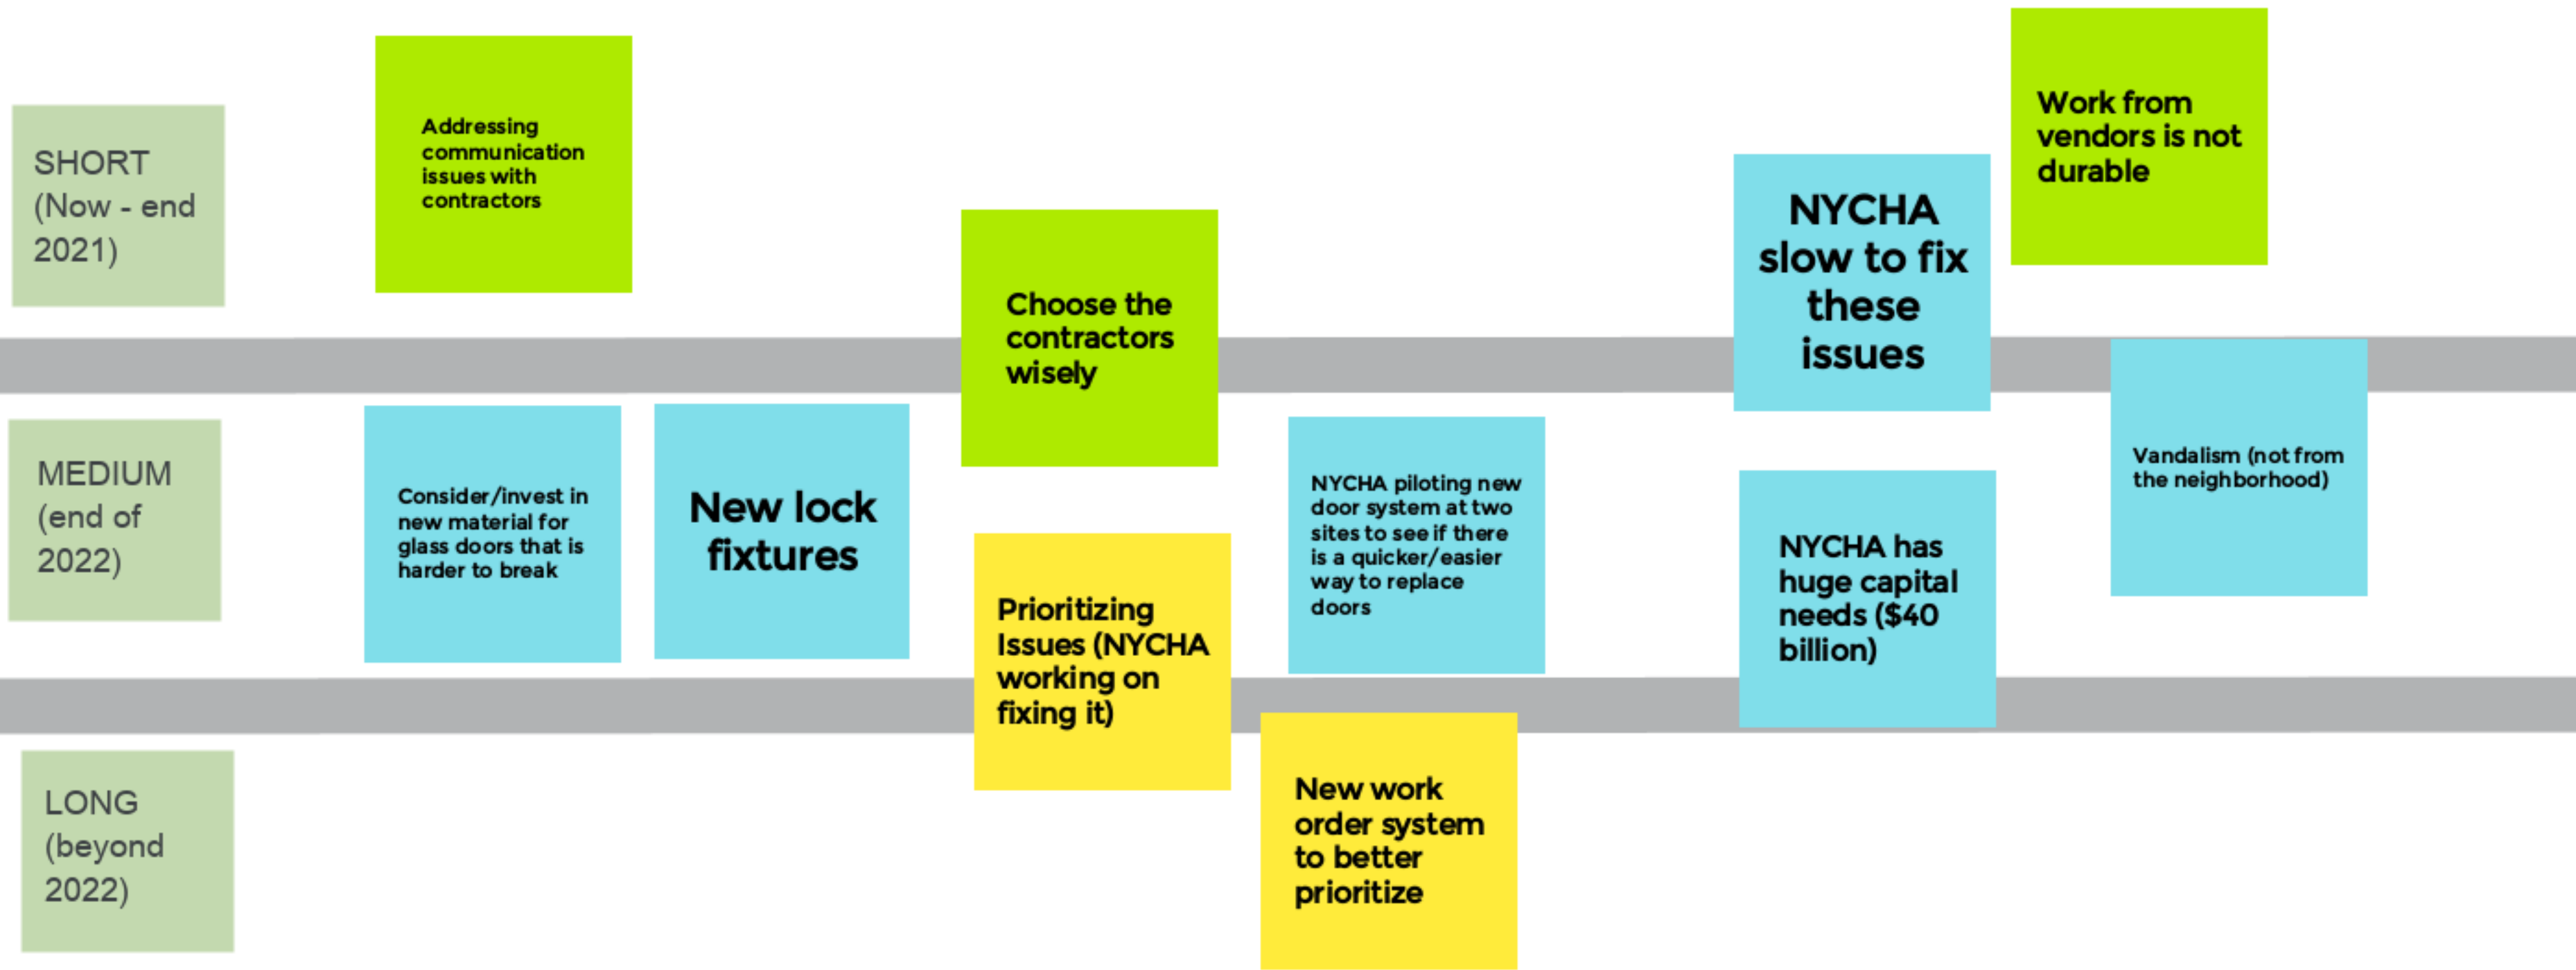 SHORT
(Now - end
2021)
Addressing
communication
issues with
contractors
Choose the
contractors
wisely
NYCHA
slow to fix
these
issues
Work from
vendors is not
durable
MEDIUM
(end of
2022)
Consider/invest in
new material for
glass doors that is
harder to break
New lock
fixtures
Prioritizing
Issues (NYCHA
working on
fixing it)
NYCHA piloting new
door system at two
sites to see if there
is a quicker/easier
way to replace
doors
NYCHA has
huge capital
needs ($40
billion)
Vandalism (not from
the neighborhood)
LONG
(beyond
2022)
New work
order system
to better
prioritize